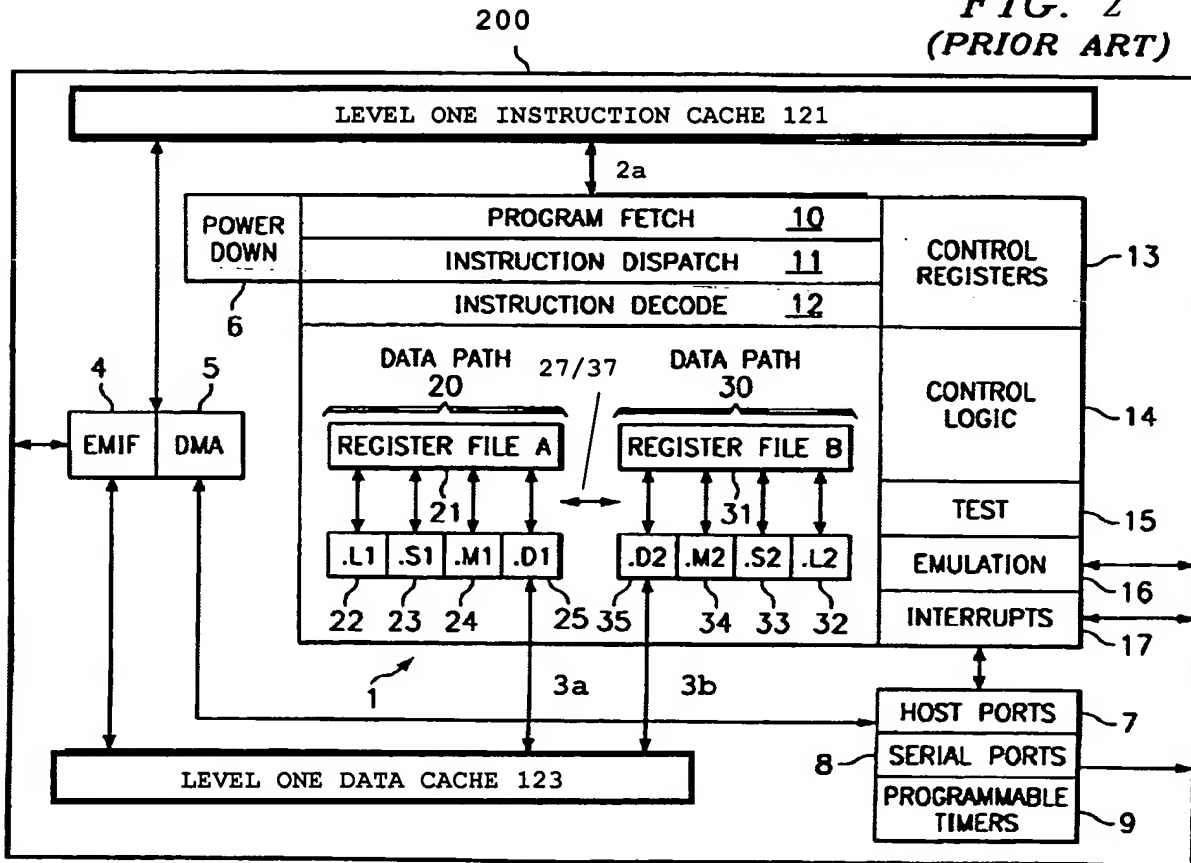 FIG. 2
(PRIOR ART)
200
LEVEL ONE INSTRUCTION CACHE 121
2a
POWER DOWN
6
PROGRAM FETCH 10
INSTRUCTION DISPATCH 11
INSTRUCTION DECODE 12
CONTROL REGISTERS
13
4
5
EMIF
DMA
DATA PATH
20
27/37
DATA PATH
30
CONTROL LOGIC
14
REGISTER FILE A
REGISTER FILE B
21
31
TEST
15
.L1 .S1 .M1 .D1
.D2 .M2 .S2 .L2
EMULATION
16
22 23 24 25
35 34 33 32
INTERRUPTS
17
1
3a
3b
HOST PORTS
7
8
SERIAL PORTS
LEVEL ONE DATA CACHE 123
PROGRAMMABLE TIMERS
9